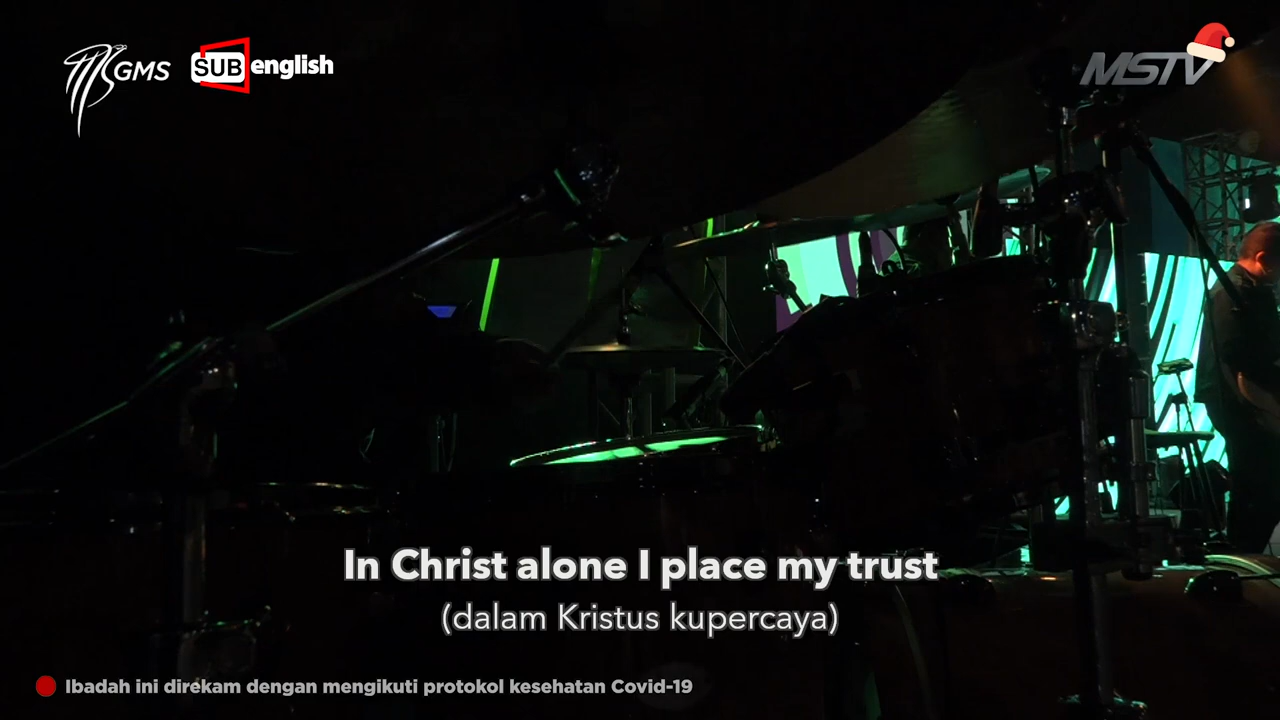 GMS
SUB english
MSTV
In Christ alone I place my trust
(dalam Kristus kupercaya)
Ibadah ini direkam dengan mengikuti protokol kesehatan Covid-19